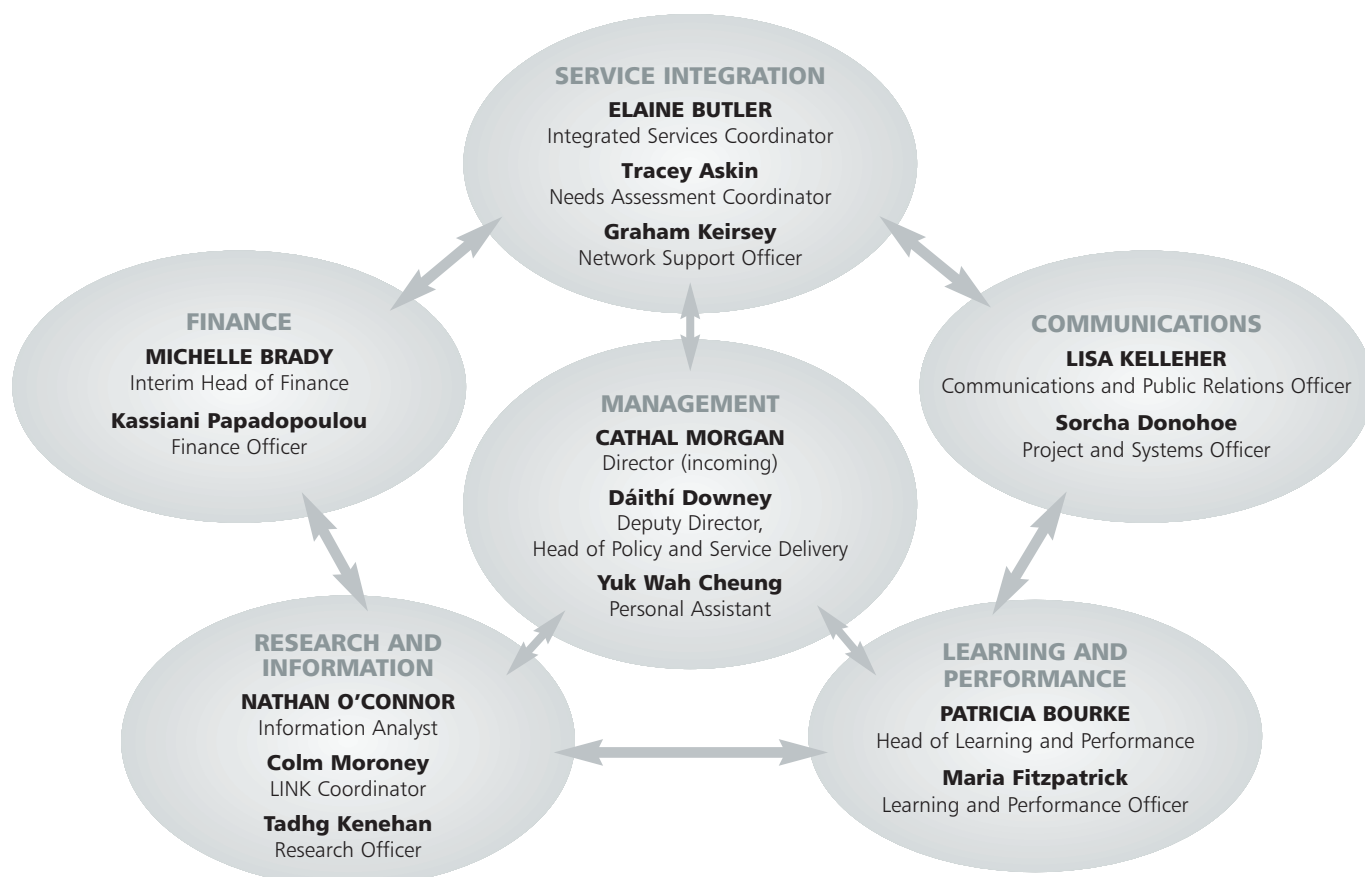 SERVICE INTEGRATION
ELAINE BUTLER
Integrated Services Coordinator
Tracey Askin
Needs Assessment Coordinator
Graham Keirsey
Network Support Officer
FINANCE
MICHELLE BRADY
Interim Head of Finance
Kassiani Papadopoulou
Finance Officer
COMMUNICATIONS
LISA KELLEHER
Communications and Public Relations Officer
Sorcha Donohoe
Project and Systems Officer
MANAGEMENT
CATHAL MORGAN
Director (incoming)
Dáithí Downey
Deputy Director,
Head of Policy and Service Delivery
Yuk Wah Cheung
Personal Assistant
RESEARCH AND
INFORMATION
NATHAN O’CONNOR
Information Analyst
Colm Moroney
LINK Coordinator
Tadhg Kenehan
Research Officer
LEARNING AND
PERFORMANCE
PATRICIA BOURKE
Head of Learning and Performance
Maria Fitzpatrick
Learning and Performance Officer